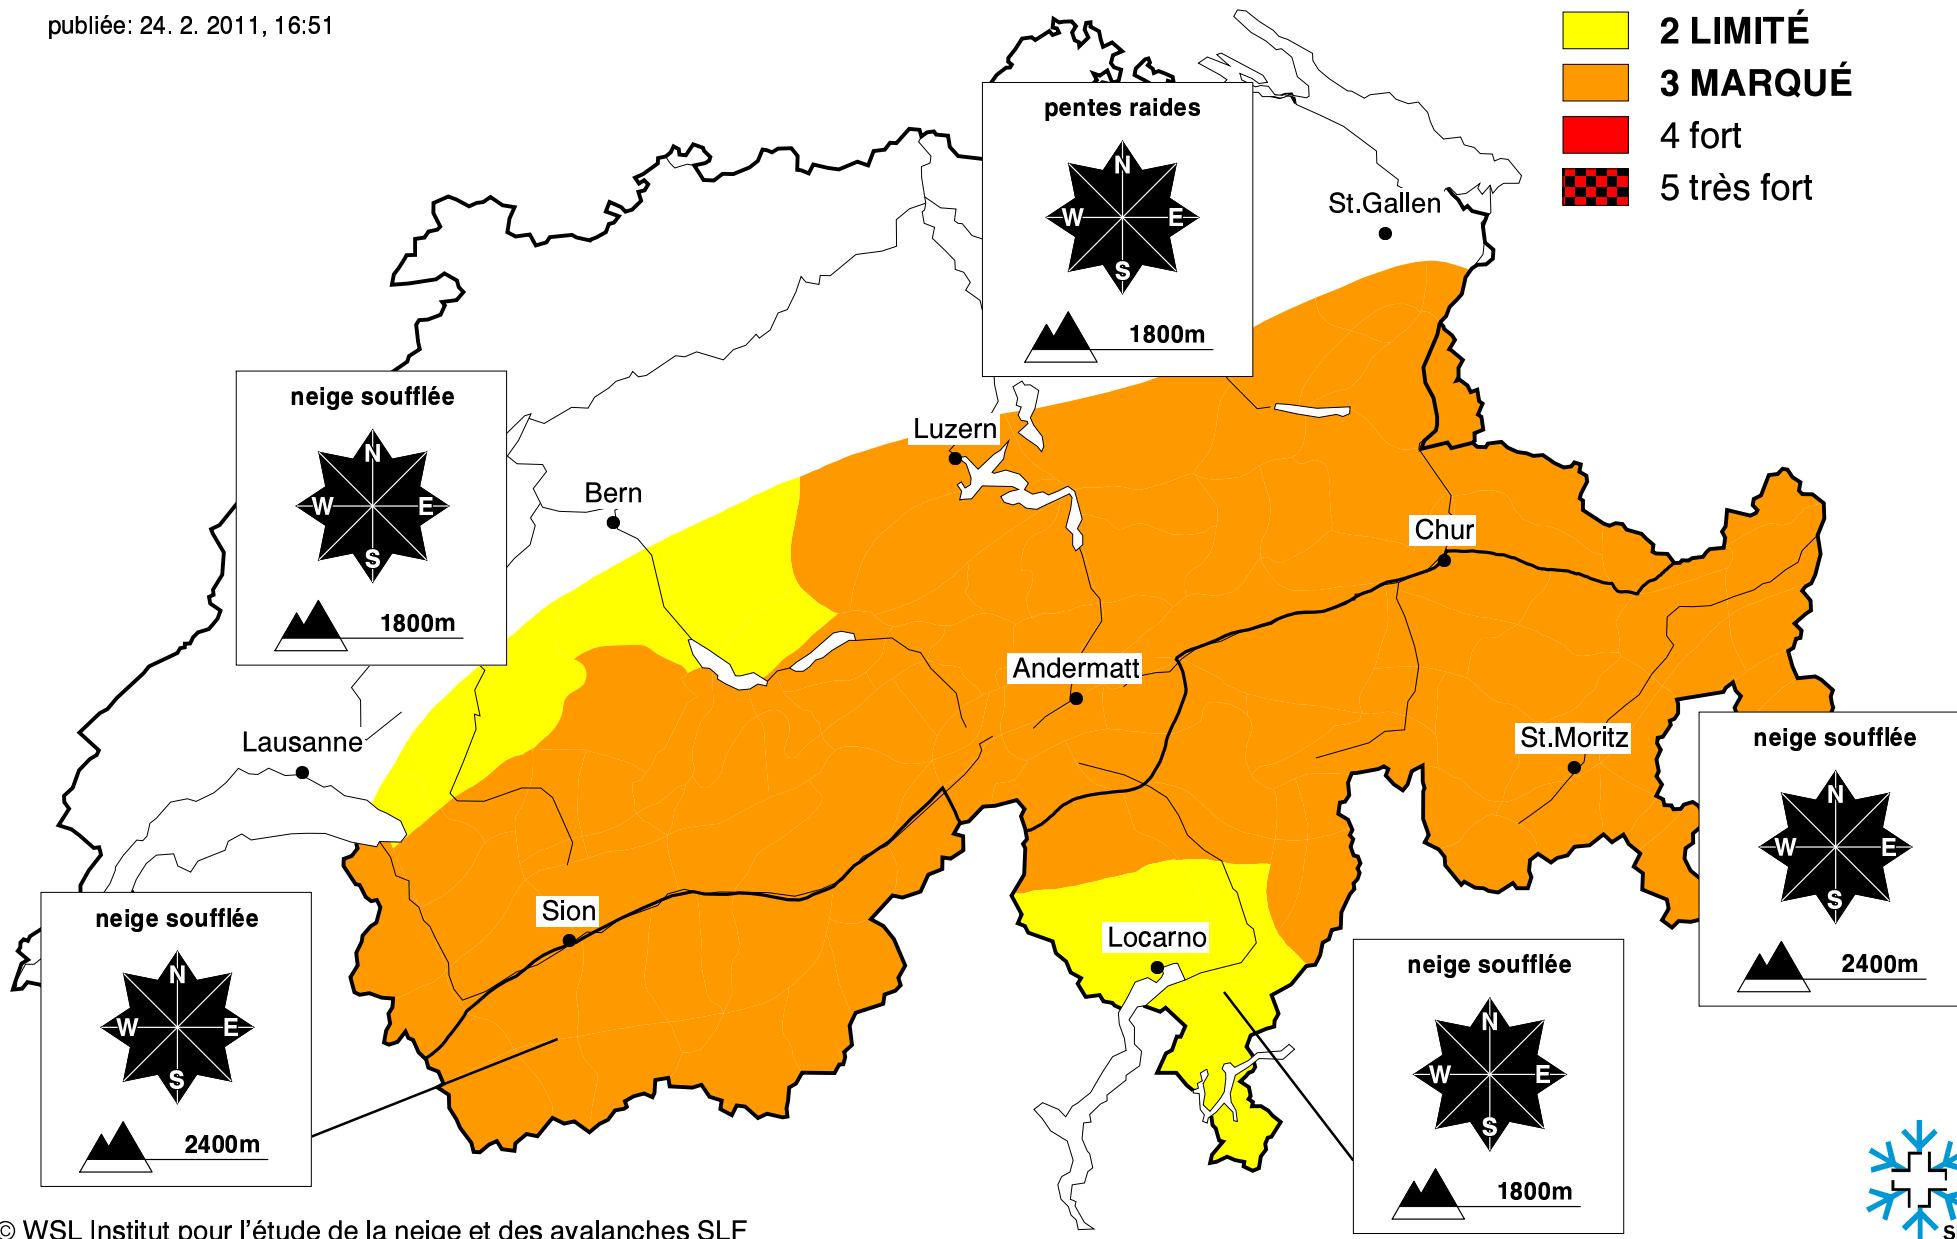 publiée: 24. 2. 2011, 16:51
2 LIMITÉ
3 MARQUÉ
4 fort
5 très fort
pentes raides
N
W E
S
1800m
St.Gallen
neige soufflée
N
W E
S
1800m
Luzern
Bern
Chur
Andermatt
Lausanne
St.Moritz
neige soufflée
N
W E
S
2400m
Sion
Locarno
neige soufflée
N
W E
S
2400m
neige soufflée
N
W E
S
1800m
© WSL Institut pour l'étude de la neige et des avalanches SLF